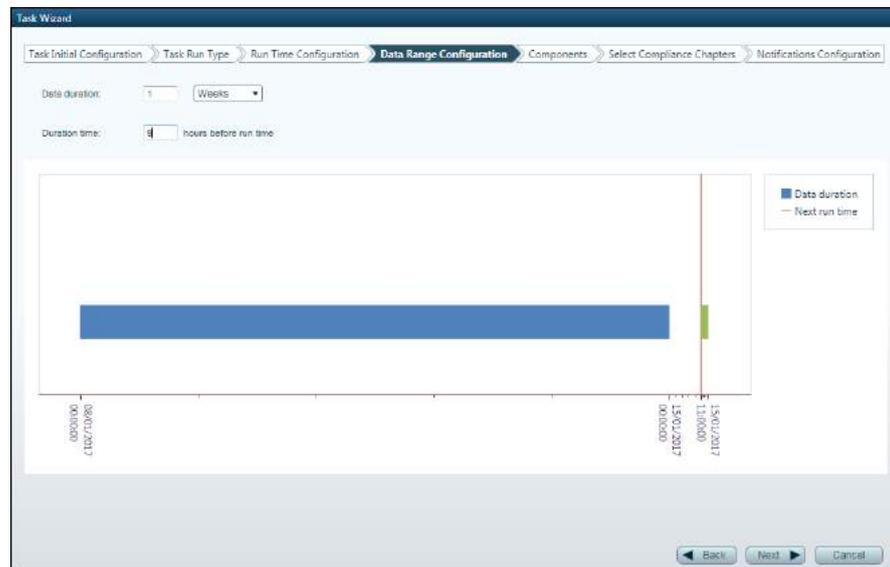 Task Wizard
Task Initial Configuration Task Run Type Run Time Configuration Data Range Configuration Components Select Compliance Chapters Notifications Configuration
Data duration: 1 Weeks
Duration time: 9 hours before run time
Data duration
Next run time
08/01/2017
00:00:00
15/01/2017
00:00:00
15/01/2017
11:00:00
Back Next Cancel